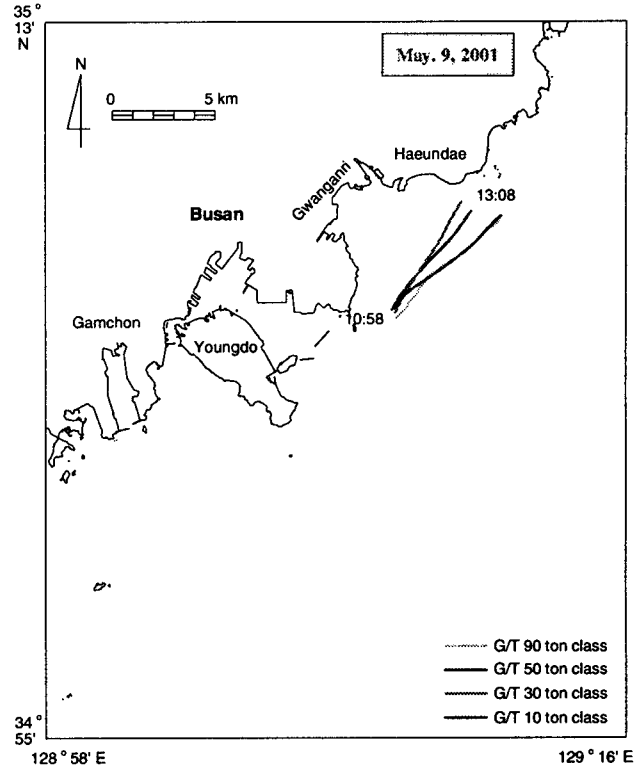 35°
13'
N
May. 9, 2001
N
0 5 km
Haeundae
Gwanganri
13:08
Busan
10:58
Gamchon
Youngdo
G/T 90 ton class
G/T 50 ton class
G/T 30 ton class
G/T 10 ton class
34°
55'
128°58' E 129°16' E